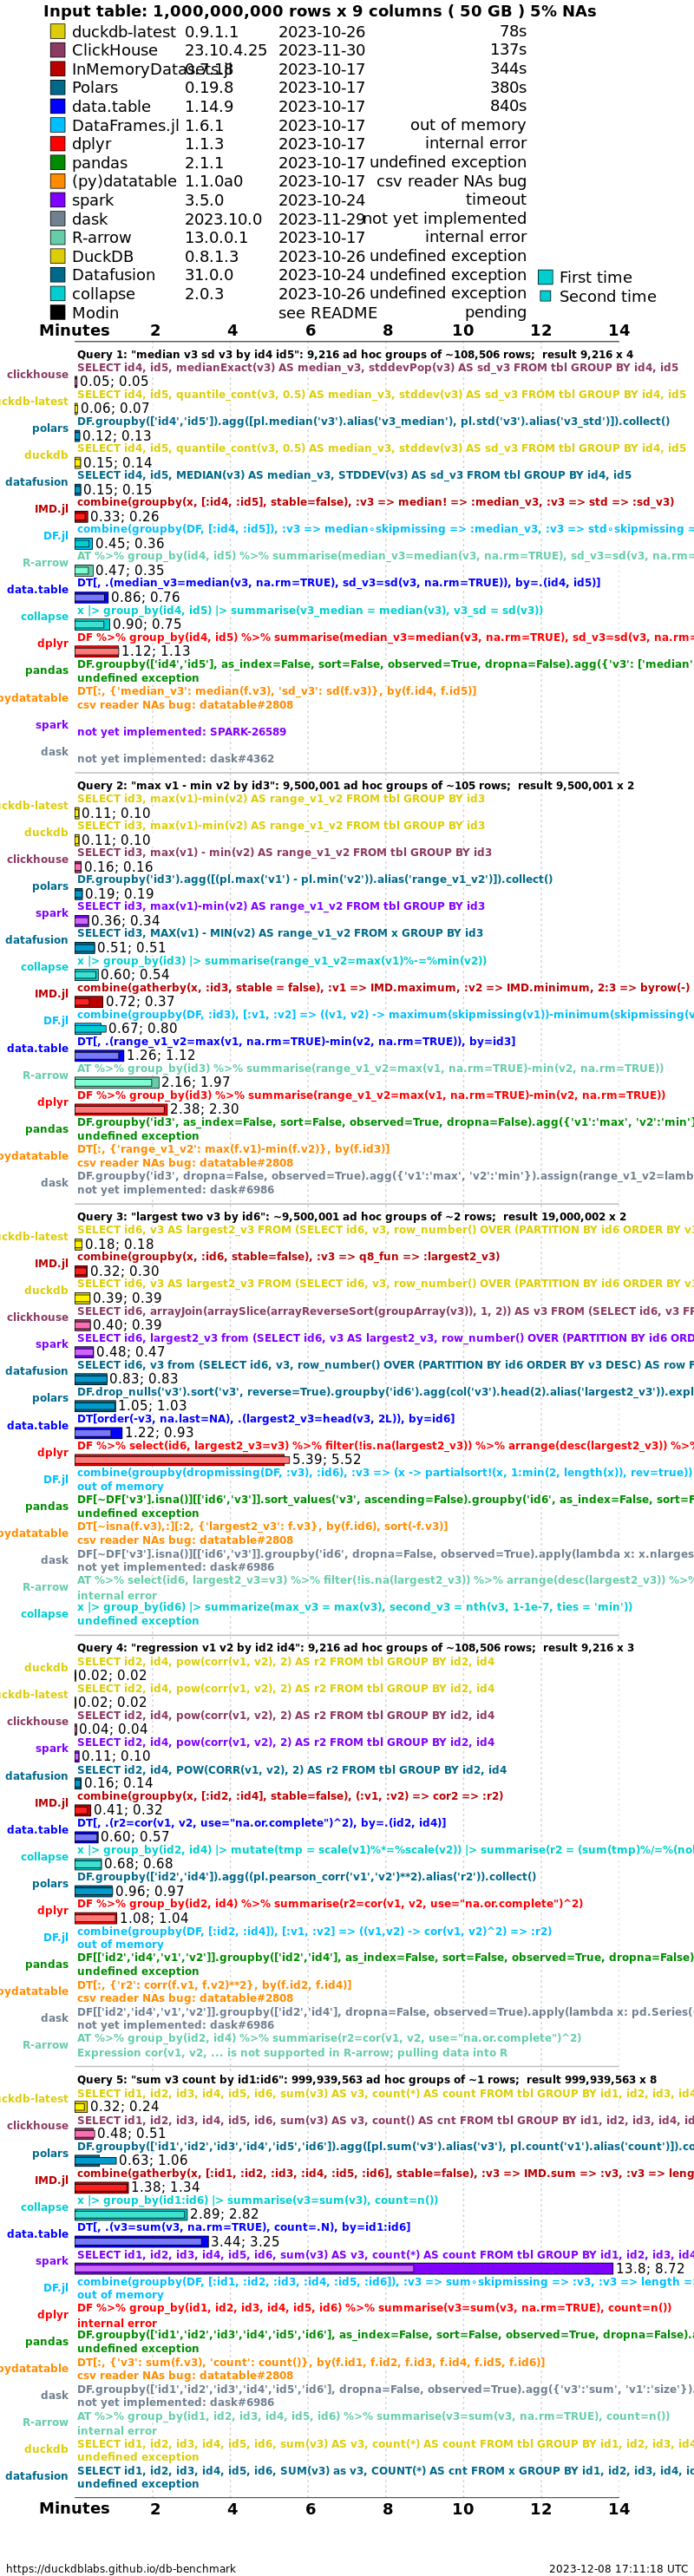 Input table: 1,000,000,000 rows x 9 columns ( 50 GB ) 5% NAs
duckdb-latest 0.9.1.1 2023-10-26 78s
ClickHouse 23.10.4.25 2023-11-30 137s
InMemoryDatasets.jl 0.7.18 2023-10-17 344s
Polars 0.19.8 2023-10-17 380s
data.table 1.14.9 2023-10-17 840s
DataFrames.jl 1.6.1 2023-10-17 out of memory
dplyr 1.1.3 2023-10-17 internal error
pandas 2.1.1 2023-10-17 undefined exception
(py)datatable 1.1.0a0 2023-10-17 csv reader NAs bug
spark 3.5.0 2023-10-24 timeout
dask 2023.10.0 2023-11-29 not yet implemented
R-arrow 13.0.0.1 2023-10-17 internal error
DuckDB 0.8.1.3 2023-10-26 undefined exception
Datafusion 31.0.0 2023-10-24 undefined exception
collapse 2.0.3 2023-10-26 undefined exception
Modin see README pending
First time
Second time
Minutes 2 4 6 8 10 12 14
Query 1: "median v3 sd v3 by id4 id5": 9,216 ad hoc groups of ~108,506 rows; result 9,216 x 4
clickhouse SELECT id4, id5, medianExact(v3) AS median_v3, stddevPop(v3) AS sd_v3 FROM tbl GROUP BY id4, id5
0.05; 0.05
uckdb-latest SELECT id4, id5, quantile_cont(v3, 0.5) AS median_v3, stddev(v3) AS sd_v3 FROM tbl GROUP BY id4, id5
0.06; 0.07
polars DF.groupby(['id4','id5']).agg([pl.median('v3').alias('v3_median'), pl.std('v3').alias('v3_std')]).collect()
0.12; 0.13
duckdb SELECT id4, id5, quantile_cont(v3, 0.5) AS median_v3, stddev(v3) AS sd_v3 FROM tbl GROUP BY id4, id5
0.15; 0.14
datafusion SELECT id4, id5, MEDIAN(v3) AS median_v3, STDDEV(v3) AS sd_v3 FROM tbl GROUP BY id4, id5
0.15; 0.15
IMD.jl combine(groupby(x, [:id4, :id5], stable=false), :v3 => median! => :median_v3, :v3 => std => :sd_v3)
0.33; 0.26
DF.jl combine(groupby(DF, [:id4, :id5]), :v3 => median∘skipmissing => :median_v3, :v3 => std∘skipmissing =
0.45; 0.36
R-arrow AT %>% group_by(id4, id5) %>% summarise(median_v3=median(v3, na.rm=TRUE), sd_v3=sd(v3, na.rm=
0.47; 0.35
data.table DT[, .(median_v3=median(v3, na.rm=TRUE), sd_v3=sd(v3, na.rm=TRUE)), by=.(id4, id5)]
0.86; 0.76
collapse x |> group_by(id4, id5) |> summarise(v3_median = median(v3), v3_sd = sd(v3))
0.90; 0.75
dplyr DF %>% group_by(id4, id5) %>% summarise(median_v3=median(v3, na.rm=TRUE), sd_v3=sd(v3, na.rm=
1.12; 1.13
pandas DF.groupby(['id4','id5'], as_index=False, sort=False, observed=True, dropna=False).agg({'v3': ['median'
undefined exception
pydatatable DT[:, {'median_v3': median(f.v3), 'sd_v3': sd(f.v3)}, by(f.id4, f.id5)]
csv reader NAs bug: datatable#2808
spark
not yet implemented: SPARK-26589
dask
not yet implemented: dask#4362
Query 2: "max v1 - min v2 by id3": 9,500,001 ad hoc groups of ~105 rows; result 9,500,001 x 2
uckdb-latest SELECT id3, max(v1)-min(v2) AS range_v1_v2 FROM tbl GROUP BY id3
0.11; 0.10
duckdb SELECT id3, max(v1)-min(v2) AS range_v1_v2 FROM tbl GROUP BY id3
0.11; 0.10
clickhouse SELECT id3, max(v1) - min(v2) AS range_v1_v2 FROM tbl GROUP BY id3
0.16; 0.16
polars DF.groupby('id3').agg([(pl.max('v1') - pl.min('v2')).alias('range_v1_v2')]).collect()
0.19; 0.19
spark SELECT id3, max(v1)-min(v2) AS range_v1_v2 FROM tbl GROUP BY id3
0.36; 0.34
datafusion SELECT id3, MAX(v1) - MIN(v2) AS range_v1_v2 FROM x GROUP BY id3
0.51; 0.51
collapse x |> group_by(id3) |> summarise(range_v1_v2=max(v1)%-=%min(v2))
0.60; 0.54
IMD.jl combine(gatherby(x, :id3, stable = false), :v1 => IMD.maximum, :v2 => IMD.minimum, 2:3 => byrow(-)
0.72; 0.37
DF.jl combine(groupby(DF, :id3), [:v1, :v2] => ((v1, v2) -> maximum(skipmissing(v1))-minimum(skipmissing(v
0.67; 0.80
data.table DT[, .(range_v1_v2=max(v1, na.rm=TRUE)-min(v2, na.rm=TRUE)), by=id3]
1.26; 1.12
R-arrow AT %>% group_by(id3) %>% summarise(range_v1_v2=max(v1, na.rm=TRUE)-min(v2, na.rm=TRUE))
2.16; 1.97
dplyr DF %>% group_by(id3) %>% summarise(range_v1_v2=max(v1, na.rm=TRUE)-min(v2, na.rm=TRUE))
2.38; 2.30
pandas DF.groupby('id3', as_index=False, sort=False, observed=True, dropna=False).agg({'v1':'max', 'v2':'min'}
undefined exception
pydatatable DT[:, {'range_v1_v2': max(f.v1)-min(f.v2)}, by(f.id3)]
csv reader NAs bug: datatable#2808
dask DF.groupby('id3', dropna=False, observed=True).agg({'v1':'max', 'v2':'min'}).assign(range_v1_v2=lamb
not yet implemented: dask#6986
Query 3: "largest two v3 by id6": ~9,500,001 ad hoc groups of ~2 rows; result 19,000,002 x 2
uckdb-latest SELECT id6, v3 AS largest2_v3 FROM (SELECT id6, v3, row_number() OVER (PARTITION BY id6 ORDER BY v3
0.18; 0.18
IMD.jl combine(groupby(x, :id6, stable=false), :v3 => q8_fun => :largest2_v3)
0.32; 0.30
duckdb SELECT id6, v3 AS largest2_v3 FROM (SELECT id6, v3, row_number() OVER (PARTITION BY id6 ORDER BY v3
0.39; 0.39
clickhouse SELECT id6, arrayJoin(arraySlice(arrayReverseSort(groupArray(v3)), 1, 2)) AS v3 FROM (SELECT id6, v3 FR
0.40; 0.39
spark SELECT id6, largest2_v3 from (SELECT id6, v3 AS largest2_v3, row_number() OVER (PARTITION BY id6 ORD
0.48; 0.47
datafusion SELECT id6, v3 from (SELECT id6, v3, row_number() OVER (PARTITION BY id6 ORDER BY v3 DESC) AS row F
0.83; 0.83
polars DF.drop_nulls('v3').sort('v3', reverse=True).groupby('id6').agg(col('v3').head(2).alias('largest2_v3')).expl
1.05; 1.03
data.table DT[order(-v3, na.last=NA), .(largest2_v3=head(v3, 2L)), by=id6]
1.22; 0.93
dplyr DF %>% select(id6, largest2_v3=v3) %>% filter(!is.na(largest2_v3)) %>% arrange(desc(largest2_v3)) %>%
5.39; 5.52
DF.jl combine(groupby(dropmissing(DF, :v3), :id6), :v3 => (x -> partialsort!(x, 1:min(2, length(x)), rev=true))
out of memory
pandas DF[~DF['v3'].isna()][['id6','v3']].sort_values('v3', ascending=False).groupby('id6', as_index=False, sort=F
undefined exception
pydatatable DT[~isna(f.v3),:][:2, {'largest2_v3': f.v3}, by(f.id6), sort(-f.v3)]
csv reader NAs bug: datatable#2808
dask DF[~DF['v3'].isna()][['id6','v3']].groupby('id6', dropna=False, observed=True).apply(lambda x: x.nlarges
not yet implemented: dask#6986
R-arrow AT %>% select(id6, largest2_v3=v3) %>% filter(!is.na(largest2_v3)) %>% arrange(desc(largest2_v3)) %>%
internal error
collapse x |> group_by(id6) |> summarize(max_v3 = max(v3), second_v3 = nth(v3, 1-1e-7, ties = 'min'))
undefined exception
Query 4: "regression v1 v2 by id2 id4": 9,216 ad hoc groups of ~108,506 rows; result 9,216 x 3
duckdb SELECT id2, id4, pow(corr(v1, v2), 2) AS r2 FROM tbl GROUP BY id2, id4
0.02; 0.02
uckdb-latest SELECT id2, id4, pow(corr(v1, v2), 2) AS r2 FROM tbl GROUP BY id2, id4
0.02; 0.02
clickhouse SELECT id2, id4, pow(corr(v1, v2), 2) AS r2 FROM tbl GROUP BY id2, id4
0.04; 0.04
spark SELECT id2, id4, pow(corr(v1, v2), 2) AS r2 FROM tbl GROUP BY id2, id4
0.11; 0.10
datafusion SELECT id2, id4, POW(CORR(v1, v2), 2) AS r2 FROM tbl GROUP BY id2, id4
0.16; 0.14
IMD.jl combine(groupby(x, [:id2, :id4], stable=false), (:v1, :v2) => cor2 => :r2)
0.41; 0.32
data.table DT[, .(r2=cor(v1, v2, use="na.or.complete")^2), by=.(id2, id4)]
0.60; 0.57
collapse x |> group_by(id2, id4) |> mutate(tmp = scale(v1)%*=%scale(v2)) |> summarise(r2 = (sum(tmp)%/=%(nol
0.68; 0.68
polars DF.groupby(['id2','id4']).agg((pl.pearson_corr('v1','v2')**2).alias('r2')).collect()
0.96; 0.97
dplyr DF %>% group_by(id2, id4) %>% summarise(r2=cor(v1, v2, use="na.or.complete")^2)
1.08; 1.04
DF.jl combine(groupby(DF, [:id2, :id4]), [:v1, :v2] => ((v1,v2) -> cor(v1, v2)^2) => :r2)
out of memory
pandas DF[['id2','id4','v1','v2']].groupby(['id2','id4'], as_index=False, sort=False, observed=True, dropna=False)
undefined exception
pydatatable DT[:, {'r2': corr(f.v1, f.v2)**2}, by(f.id2, f.id4)]
csv reader NAs bug: datatable#2808
dask DF[['id2','id4','v1','v2']].groupby(['id2','id4'], dropna=False, observed=True).apply(lambda x: pd.Series(
not yet implemented: dask#6986
R-arrow AT %>% group_by(id2, id4) %>% summarise(r2=cor(v1, v2, use="na.or.complete")^2)
Expression cor(v1, v2, ... is not supported in R-arrow; pulling data into R
Query 5: "sum v3 count by id1:id6": 999,939,563 ad hoc groups of ~1 rows; result 999,939,563 x 8
uckdb-latest SELECT id1, id2, id3, id4, id5, id6, sum(v3) AS v3, count(*) AS count FROM tbl GROUP BY id1, id2, id3, id4
0.32; 0.24
clickhouse SELECT id1, id2, id3, id4, id5, id6, sum(v3) AS v3, count() AS cnt FROM tbl GROUP BY id1, id2, id3, id4, id
0.48; 0.51
polars DF.groupby(['id1','id2','id3','id4','id5','id6']).agg([pl.sum('v3').alias('v3'), pl.count('v1').alias('count')]).co
0.63; 1.06
IMD.jl combine(gatherby(x, [:id1, :id2, :id3, :id4, :id5, :id6], stable=false), :v3 => IMD.sum => :v3, :v3 => leng
1.38; 1.34
collapse x |> group_by(id1:id6) |> summarise(v3=sum(v3), count=n())
2.89; 2.82
data.table DT[, .(v3=sum(v3, na.rm=TRUE), count=.N), by=id1:id6]
3.44; 3.25
spark SELECT id1, id2, id3, id4, id5, id6, sum(v3) AS v3, count(*) AS count FROM tbl GROUP BY id1, id2, id3, id4
13.8; 8.72
DF.jl combine(groupby(DF, [:id1, :id2, :id3, :id4, :id5, :id6]), :v3 => sum∘skipmissing => :v3, :v3 => length =
out of memory
dplyr DF %>% group_by(id1, id2, id3, id4, id5, id6) %>% summarise(v3=sum(v3, na.rm=TRUE), count=n())
internal error
pandas DF.groupby(['id1','id2','id3','id4','id5','id6'], as_index=False, sort=False, observed=True, dropna=False).a
undefined exception
pydatatable DT[:, {'v3': sum(f.v3), 'count': count()}, by(f.id1, f.id2, f.id3, f.id4, f.id5, f.id6)]
csv reader NAs bug: datatable#2808
dask DF.groupby(['id1','id2','id3','id4','id5','id6'], dropna=False, observed=True).agg({'v3':'sum', 'v1':'size'}).
not yet implemented: dask#6986
R-arrow AT %>% group_by(id1, id2, id3, id4, id5, id6) %>% summarise(v3=sum(v3, na.rm=TRUE), count=n())
internal error
duckdb SELECT id1, id2, id3, id4, id5, id6, sum(v3) AS v3, count(*) AS count FROM tbl GROUP BY id1, id2, id3, id4
undefined exception
datafusion SELECT id1, id2, id3, id4, id5, id6, SUM(v3) as v3, COUNT(*) AS cnt FROM x GROUP BY id1, id2, id3, id4, id
undefined exception
Minutes 2 4 6 8 10 12 14
https://duckdblabs.github.io/db-benchmark 2023-12-08 17:11:18 UTC